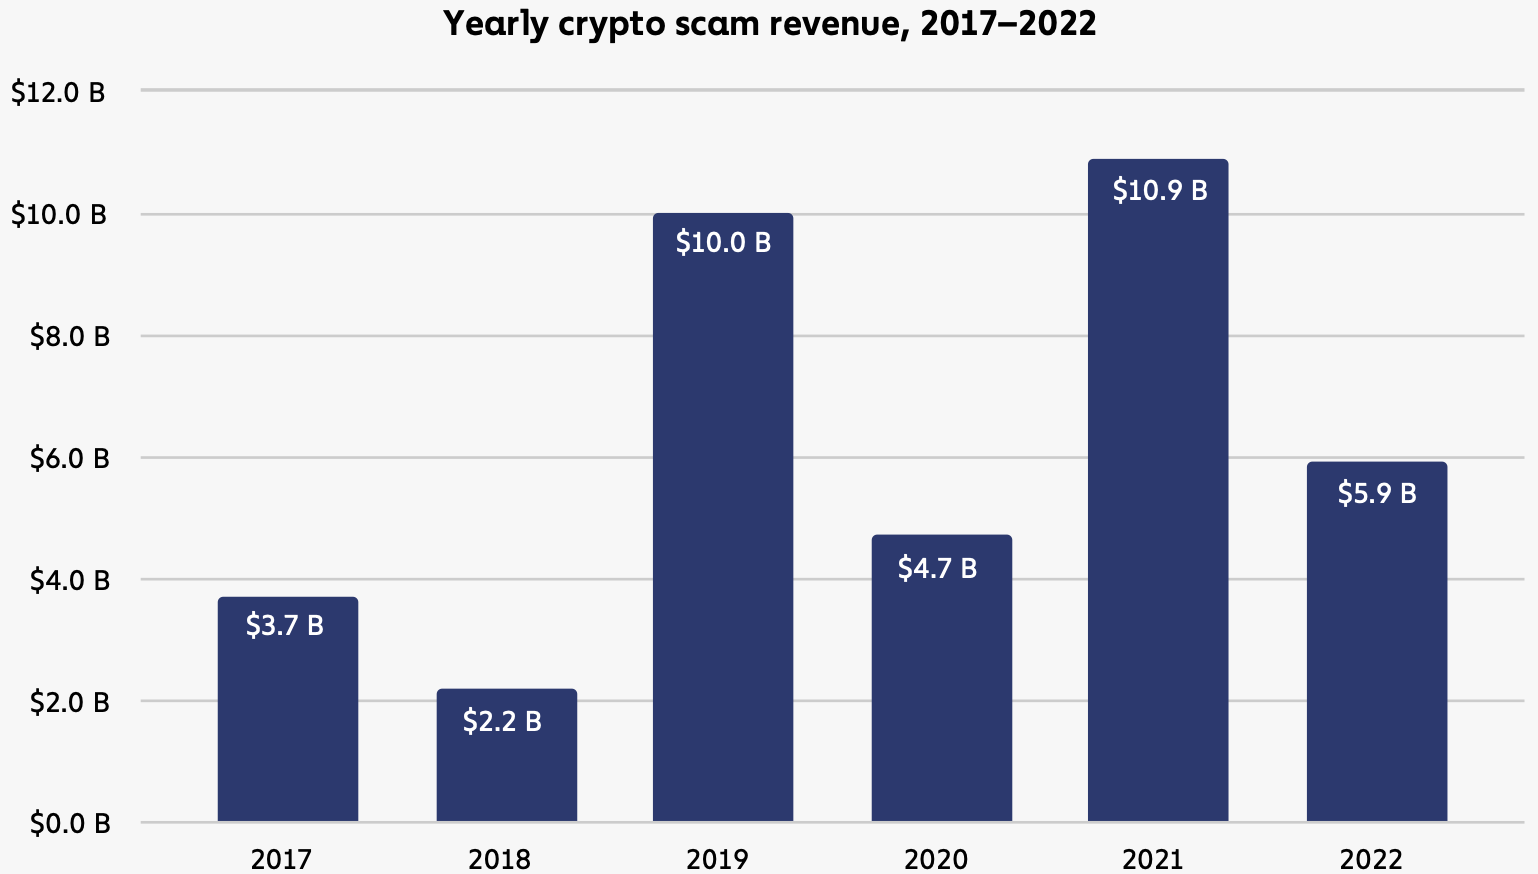 Yearly crypto scam revenue, 2017–2022
$12.0 B
$10.0 B
$8.0 B
$6.0 B
$4.0 B
$2.0 B
$0.0 B
$3.7 B
$2.2 B
$10.0 B
$4.7 B
$10.9 B
$5.9 B
2017
2018
2019
2020
2021
2022